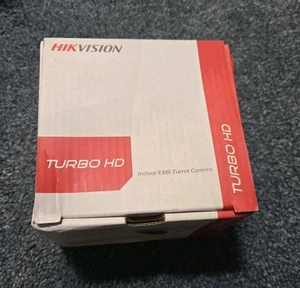 HIKVISION
TURBO HD
Indoor EXIR Turret Camera
TURBO HD